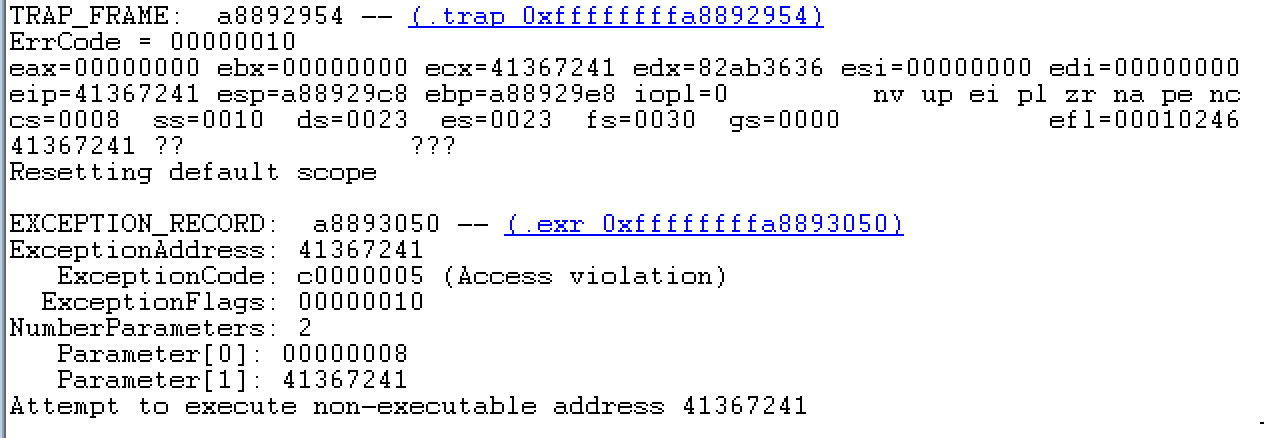 TRAP_FRAME:  a8892954 -- (.trap 0xffffffffa8892954)
ErrCode = 00000010
eax=00000000 ebx=00000000 ecx=41367241 edx=82ab3636 esi=00000000 edi=00000000
eip=41367241 esp=a88929c8 ebp=a88929e8 iopl=0         nv up ei pl zr na pe nc
cs=0008  ss=0010  ds=0023  es=0023  fs=0030  gs=0000             efl=00010246
41367241 ??              ???
Resetting default scope
EXCEPTION_RECORD:  a8893050 -- (.exr 0xffffffffa8893050)
ExceptionAddress: 41367241
   ExceptionCode: c0000005 (Access violation)
  ExceptionFlags: 00000010
NumberParameters: 2
   Parameter[0]: 00000008
   Parameter[1]: 41367241
Attempt to execute non-executable address 41367241